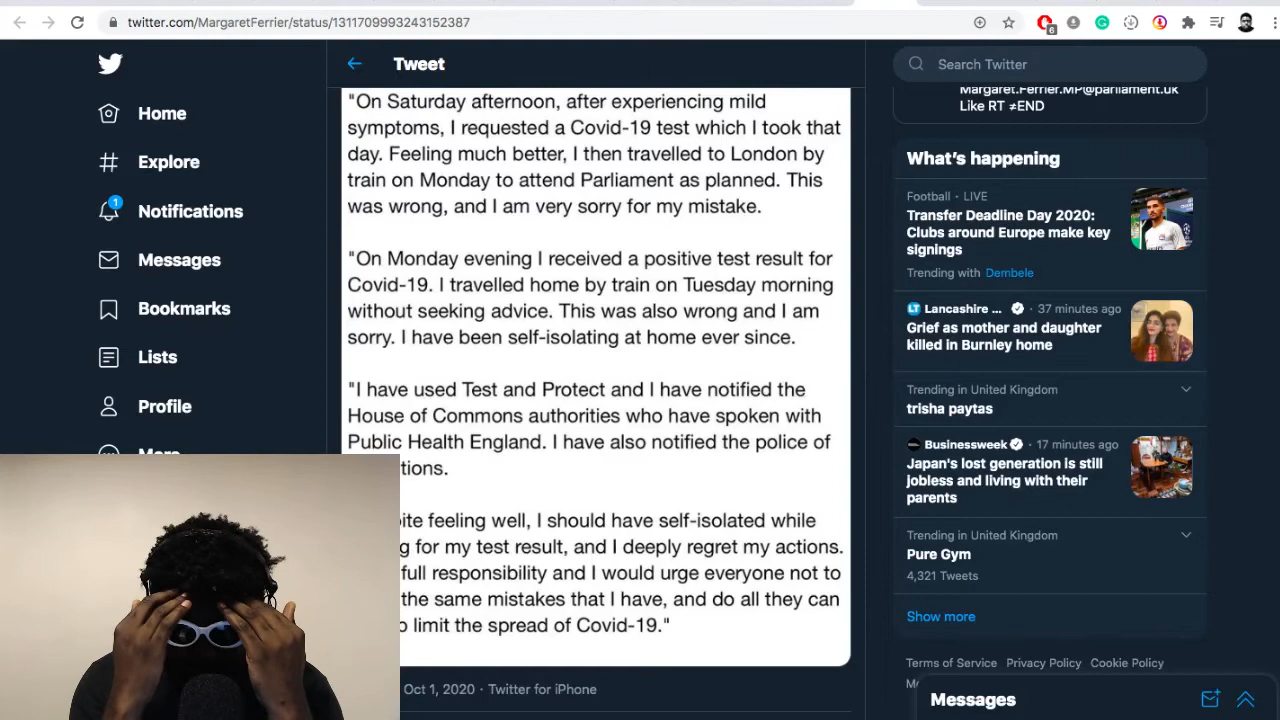 twitter.com/MargaretFerrier/status/1311709993243152387
6
Home
Explore
1
Notifications
Messages
Bookmarks
Lists
Profile
Tweet
"On Saturday afternoon, after experiencing mild
symptoms, I requested a Covid-19 test which I took that
day. Feeling much better, I then travelled to London by
train on Monday to attend Parliament as planned. This
was wrong, and I am very sorry for my mistake.
"On Monday evening I received a positive test result for
Covid-19. I travelled home by train on Tuesday morning
without seeking advice. This was also wrong and I am
sorry. I have been self-isolating at home ever since.
"I have used Test and Protect and I have notified the
House of Commons authorities who have spoken with
Public Health England. I have also notified the police of
tions.
ite feeling well, I should have self-isolated while
g for my test result, and I deeply regret my actions.
full responsibility and I would urge everyone not to
the same mistakes that I have, and do all they can
o limit the spread of Covid-19."
Oct 1, 2020 · Twitter for iPhone
Search Twitter
Margaret.Ferrier.MP@parliament.uk
Like RT ≠END
What's happening
Football · LIVE
Transfer Deadline Day 2020:
Clubs around Europe make key
signings
Trending with Dembele
LT Lancashire ... · 37 minutes ago
Grief as mother and daughter
killed in Burnley home
Trending in United Kingdom
trisha paytas
Businessweek · 17 minutes ago
Japan's lost generation is still
jobless and living with their
parents
Trending in United Kingdom
Pure Gym
4,321 Tweets
Show more
Terms of Service Privacy Policy Cookie Policy
Messages